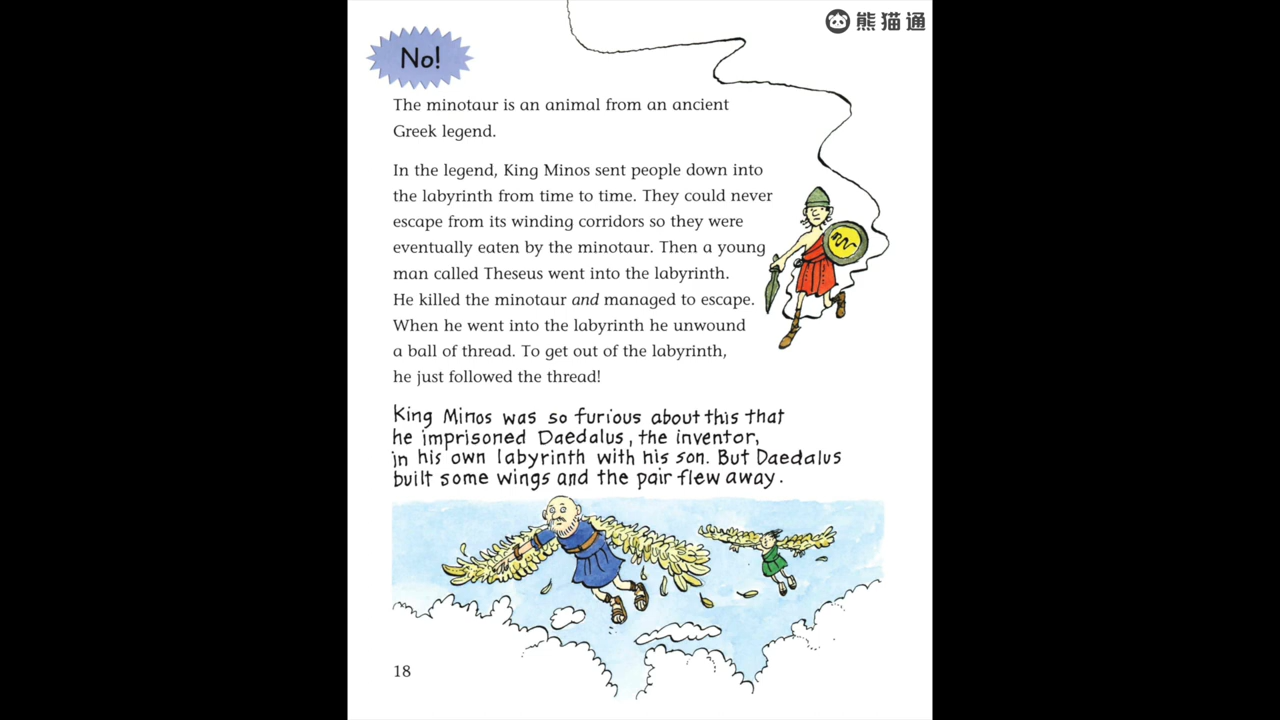 熊猫通
No!
The minotaur is an animal from an ancient
Greek legend.
In the legend, King Minos sent people down into
the labyrinth from time to time. They could never
escape from its winding corridors so they were
eventually eaten by the minotaur. Then a young
man called Theseus went into the labyrinth.
He killed the minotaur and managed to escape.
When he went into the labyrinth he unwound
a ball of thread. To get out of the labyrinth,
he just followed the thread!
King Minos was so furious about this that
he imprisoned Daedalus, the inventor,
in his own labyrinth with his son. But Daedalus
built some wings and the pair flew away.
18